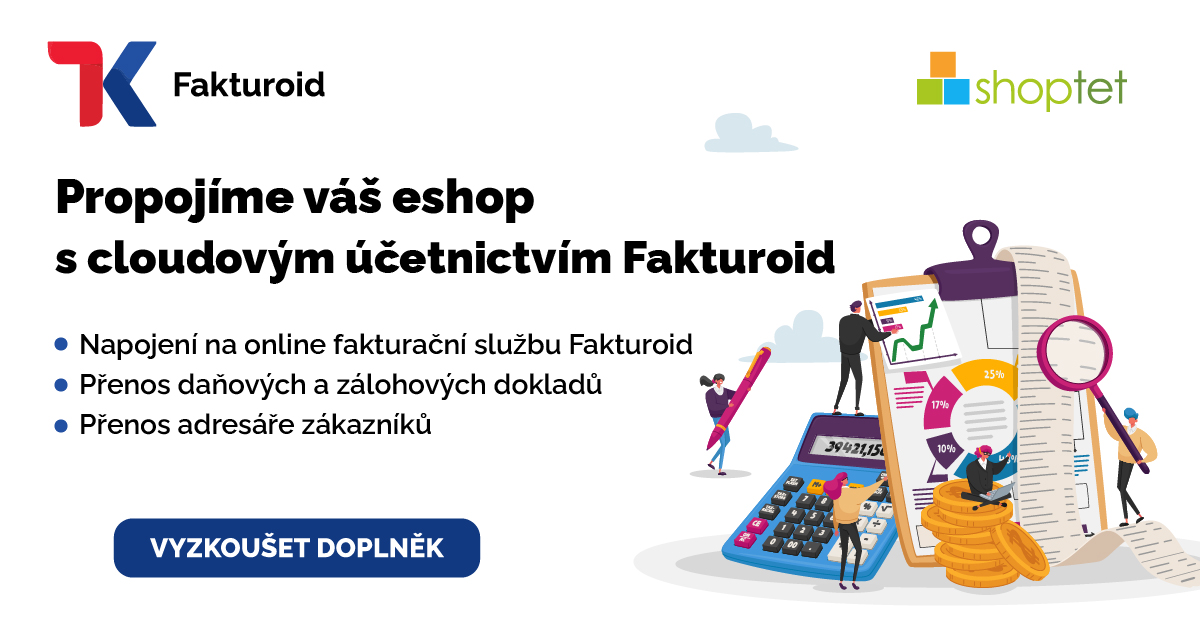 Fakturoid
shoptet
Propojíme váš eshop
s cloudovým účetnictvím Fakturoid
Napojení na online fakturační službu Fakturoid
Přenos daňových a zálohových dokladů
Přenos adresáře zákazníků
VYZKOUŠET DOPLNĚK
25%
17%
10%